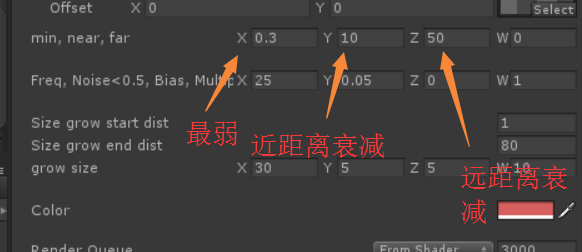 Offset X 0 Y 0 Select
min, near, far X 0.3 Y 10 Z 50 W 0
Freq, Noise<0.5, Bias, Multip X 25 Y 0.05 Z 0 W 1
最弱 近距离衰减 远距离衰减
Size grow start dist 1
Size grow end dist 80
grow size X 30 Y 5 Z 5 W 10
Color
Render Queue From Shader 3000